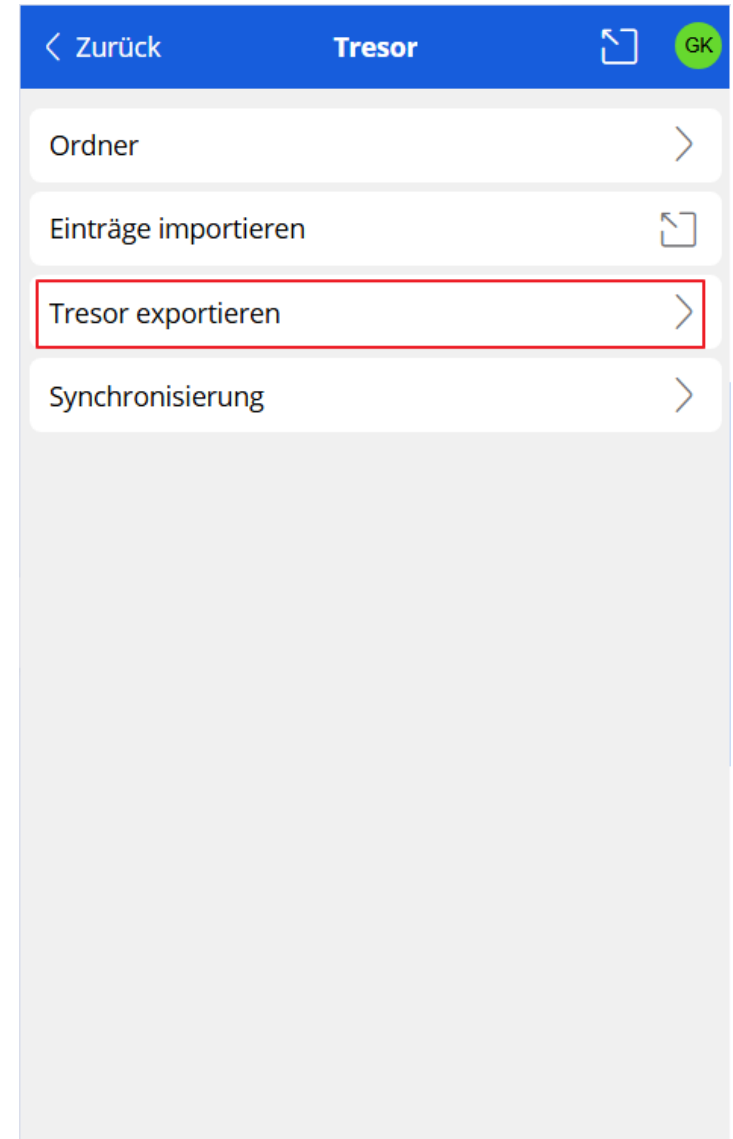 Zurück Tresor GK
Ordner
Einträge importieren
Tresor exportieren
Synchronisierung